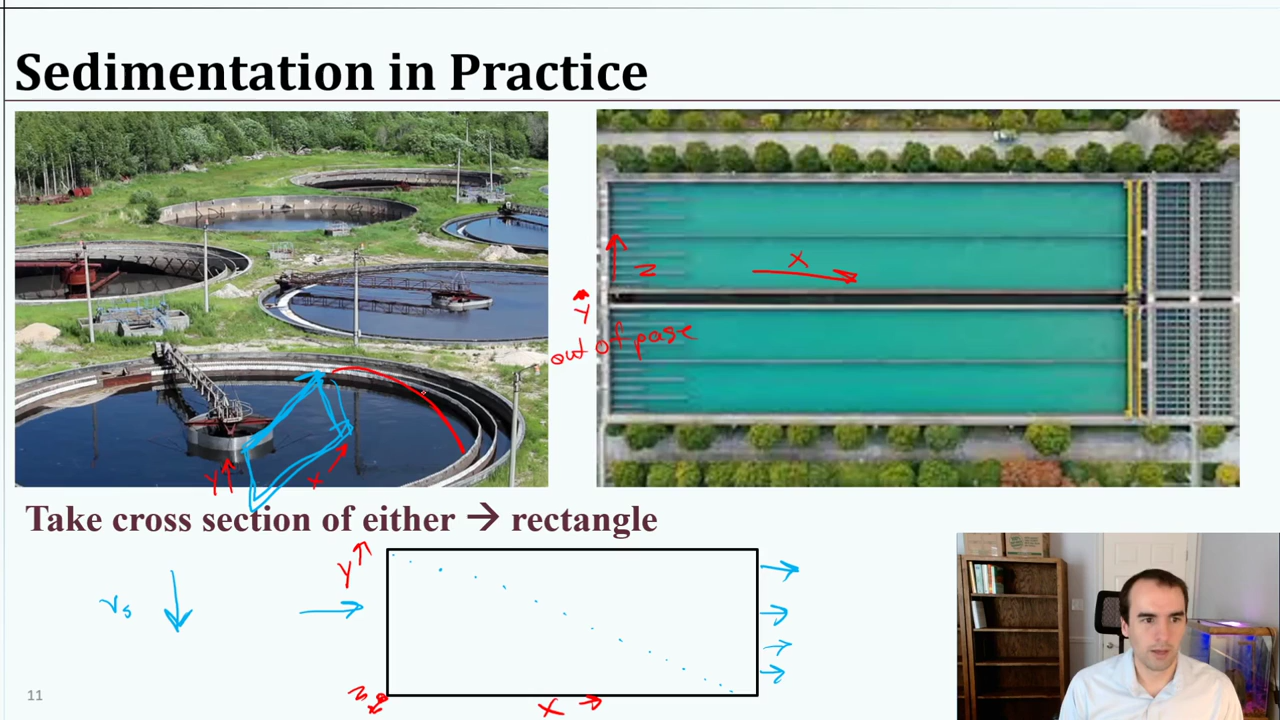 Sedimentation in Practice
X
Z
Y
out of page
Y
X
Take cross section of either → rectangle
Y
vs
Z
X
11